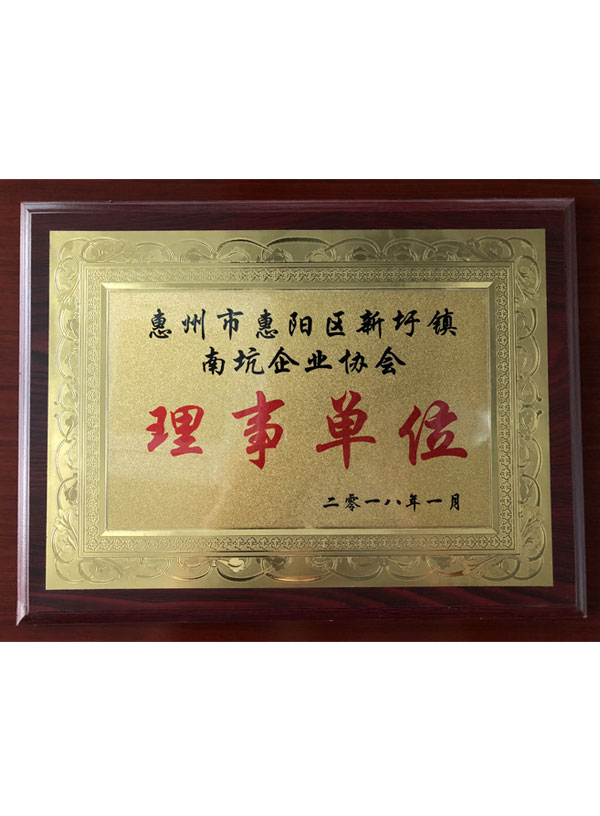 惠州市惠阳区新圩镇
南坑企业协会
理事单位
二零一八年一月